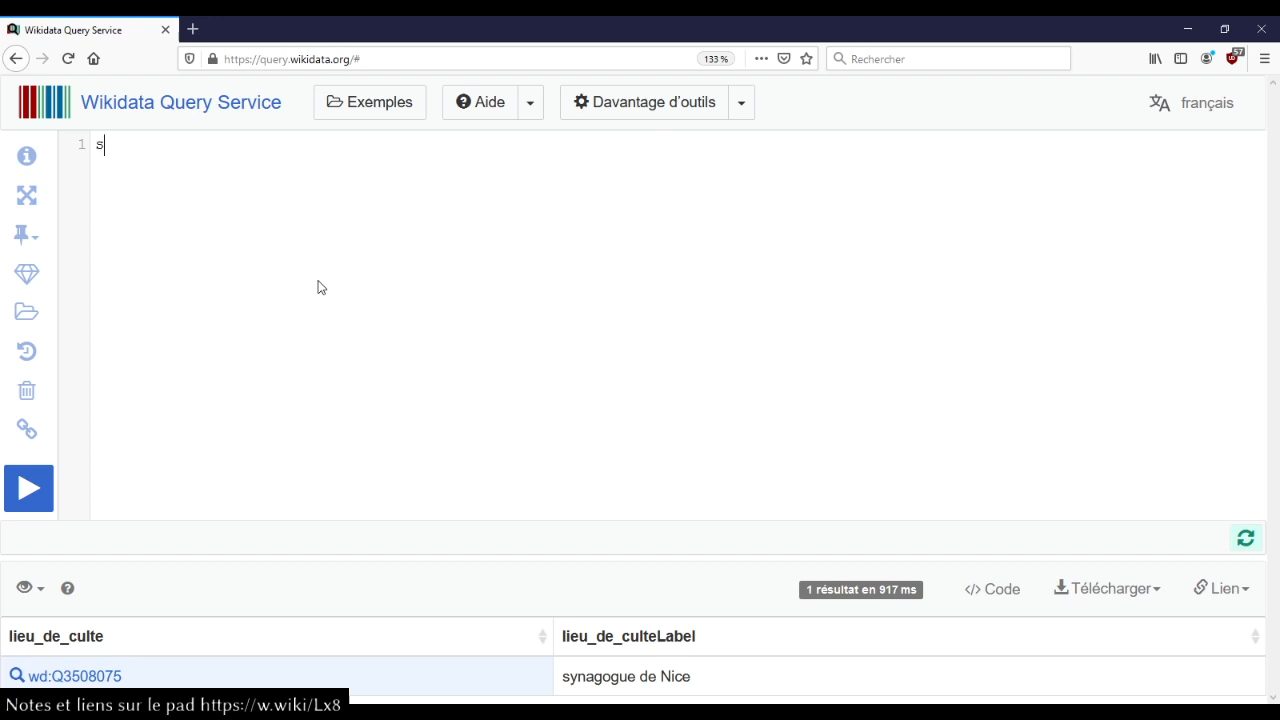 Wikidata Query Service
https://query.wikidata.org/#
133 %
Rechercher
57
Wikidata Query Service
Exemples
Aide
Davantage d'outils
français
1
s
1 résultat en 917 ms
</> Code
Télécharger
Lien
lieu_de_culte
lieu_de_culteLabel
wd:Q3508075
synagogue de Nice
Notes et liens sur le pad https://w.wiki/Lx8